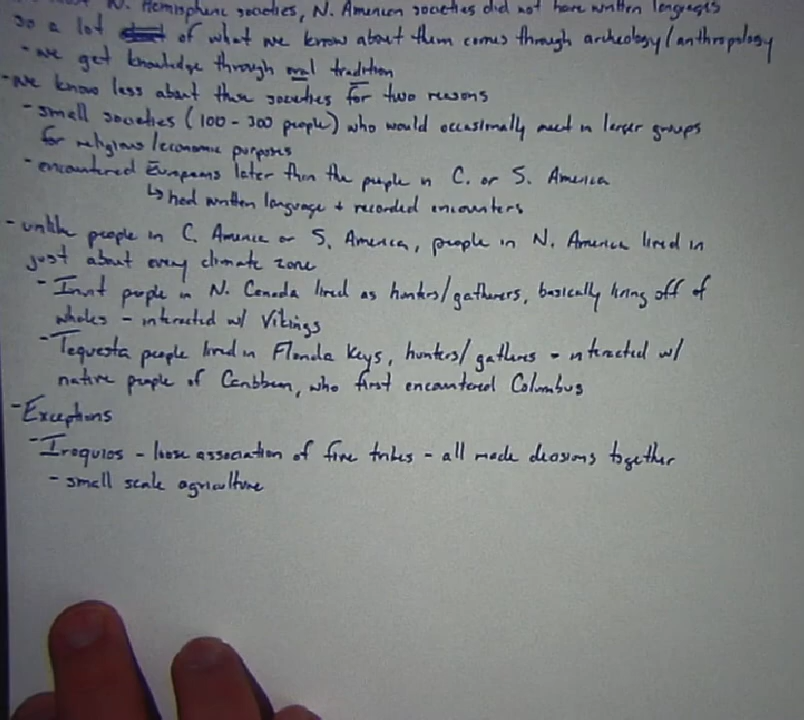 W. Hemisphere societies, N. American societies did not have written languages
so a lot of what we know about them comes through archeology/anthropology
- we get knowledge through oral tradition
- we know less about these societies for two reasons
- small societies (100 - 300 people) who would occasionally meet in larger groups
for religious/economic purposes
- encountered Europeans later than the people in C. or S. America
↳ had written language + recorded encounters
- unlike people in C. America or S. America, people in N. America lived in
just about every climate zone
- Inuit people in N. Canada lived as hunters/gatherers, basically living off of
whales - interacted w/ Vikings
- Tequesta people lived in Florida Keys, hunters/gatherers - interacted w/
native people of Caribbean, who first encountered Columbus
- Exceptions
- Iroquios - loose association of five tribes - all made decisions together
- small scale agriculture